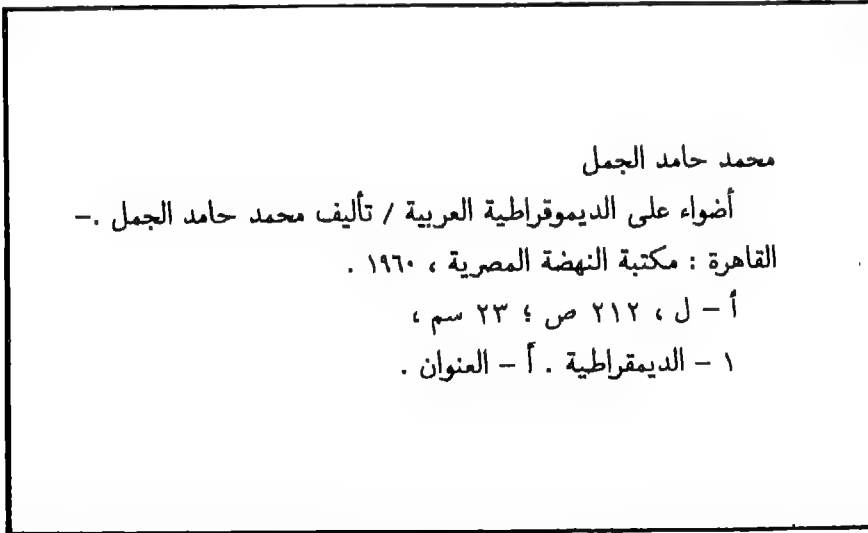 محمد حامد الجمل
أضواء على الديموقراطية العربية / تأليف محمد حامد الجمل .–
القاهرة : مكتبة النهضة المصرية ، ١٩٦٠ .
أ – ل ، ٢١٢ ص ؛ ٢٣ سم ،
١ – الديمقراطية . أ – العنوان .